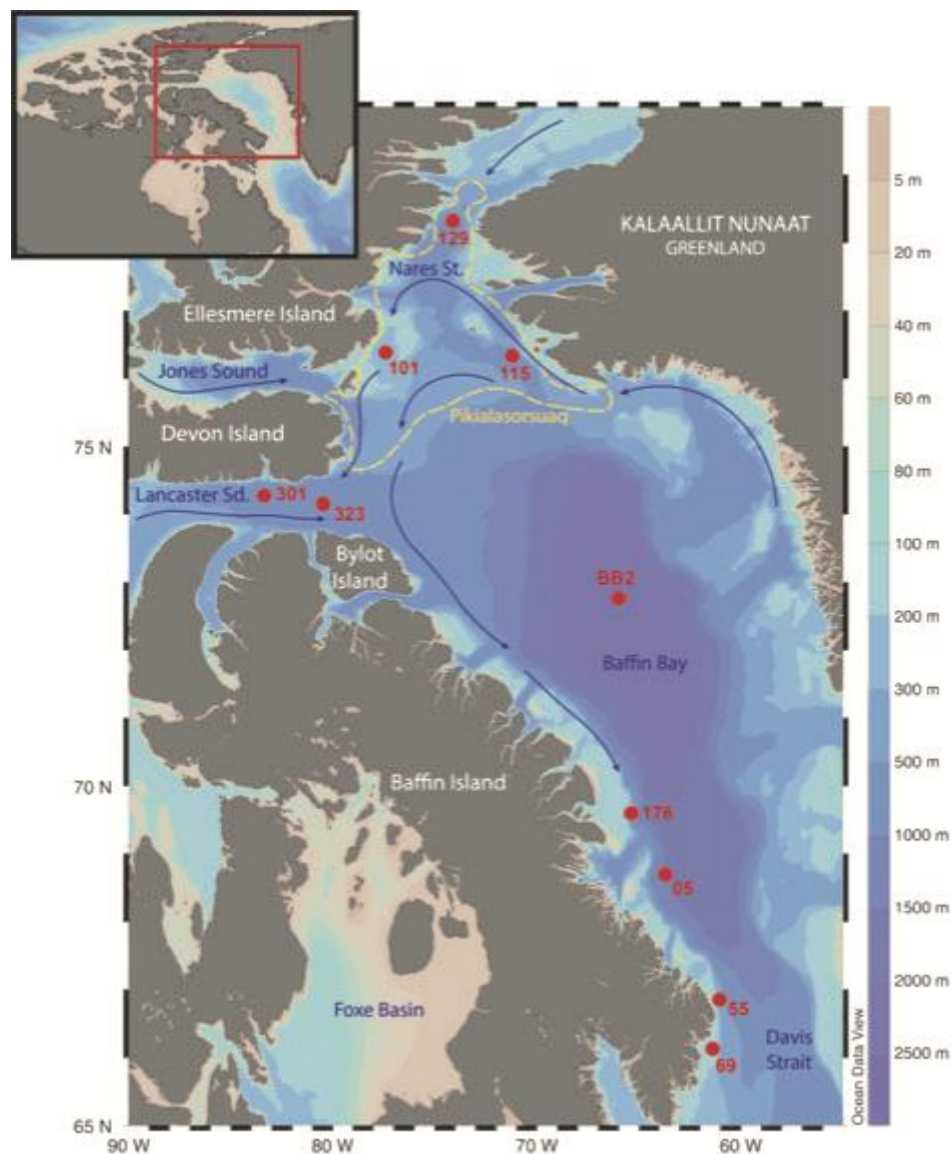 KALAALLIT NUNAAT
GREENLAND
129
Nares St.
Ellesmere Island
101
115
Jones Sound
Pikialasorsuaq
Devon Island
75 N
Lancaster Sd.
301
323
Bylot
Island
BB2
Baffin Bay
70 N
Baffin Island
176
05
Foxe Basin
55
Davis
Strait
69
65 N
90 W
80 W
70 W
60 W
5 m
20 m
40 m
60 m
80 m
100 m
200 m
300 m
500 m
1000 m
1500 m
2000 m
2500 m
Ocean Data View